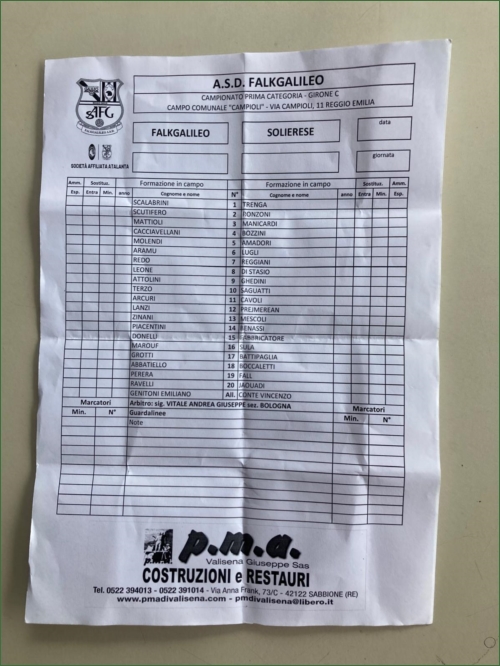 A.S.D. FALKGALILEO
CAMPIONATO PRIMA CATEGORIA - GIRONE C
CAMPO COMUNALE "CAMPIOLI" - VIA CAMPIOLI, 11 REGGIO EMILIA
SOCIETÀ AFFILIATA ATALANTA
FALKGALILEO SOLIERESE data
giornata
Amm. Sostitus. Formazione in campo Formazione in campo Sostitus. Amm.
Esp. Entra Min. anno Cognome e nome N° Cognome e nome anno Entra Min. Esp.
SCALABRINI 1 TRENGA
SCUTIFERO 2 RONZONI
MATTIOLI 3 MANICARDI
CACCIAVELLANI 4 BOZZINI
MOLENDI 5 AMADORI
ARAMU 6 LUGLI
REDO 7 REGGIANI
LEONE 8 DI STASIO
ATTOLINI 9 GHEDINI
TERZO 10 SAGUATTI
ARCURI 11 CAVOLI
LANZI 12 PREJMEREAN
ZINANI 13 MESCOLI
PIACENTINI 14 BENASSI
DONELLI 15
MAROUF 16 SULA
GROTTI 17 BATTIPAGLIA
ABBATIELLO 18 BOCCALETTI
PERERA 19 FALL
RAVELLI 20 JAOUADI
GENITONI EMILIANO All. CONTE VINCENZO
Marcatori Arbitro: sig. VITALE ANDREA GIUSEPPE sez. BOLOGNA Marcatori
Min. N° Guardalinee Min. N°
Note
p.m.a.
Valisena Giuseppe Sas
COSTRUZIONI e RESTAURI
Tel. 0522 394013 - 0522 391014 - Via Anna Frank, 73/C - 42122 SABBIONE (RE)
www.pmadivalisena.com - pmdivalisena@libero.it